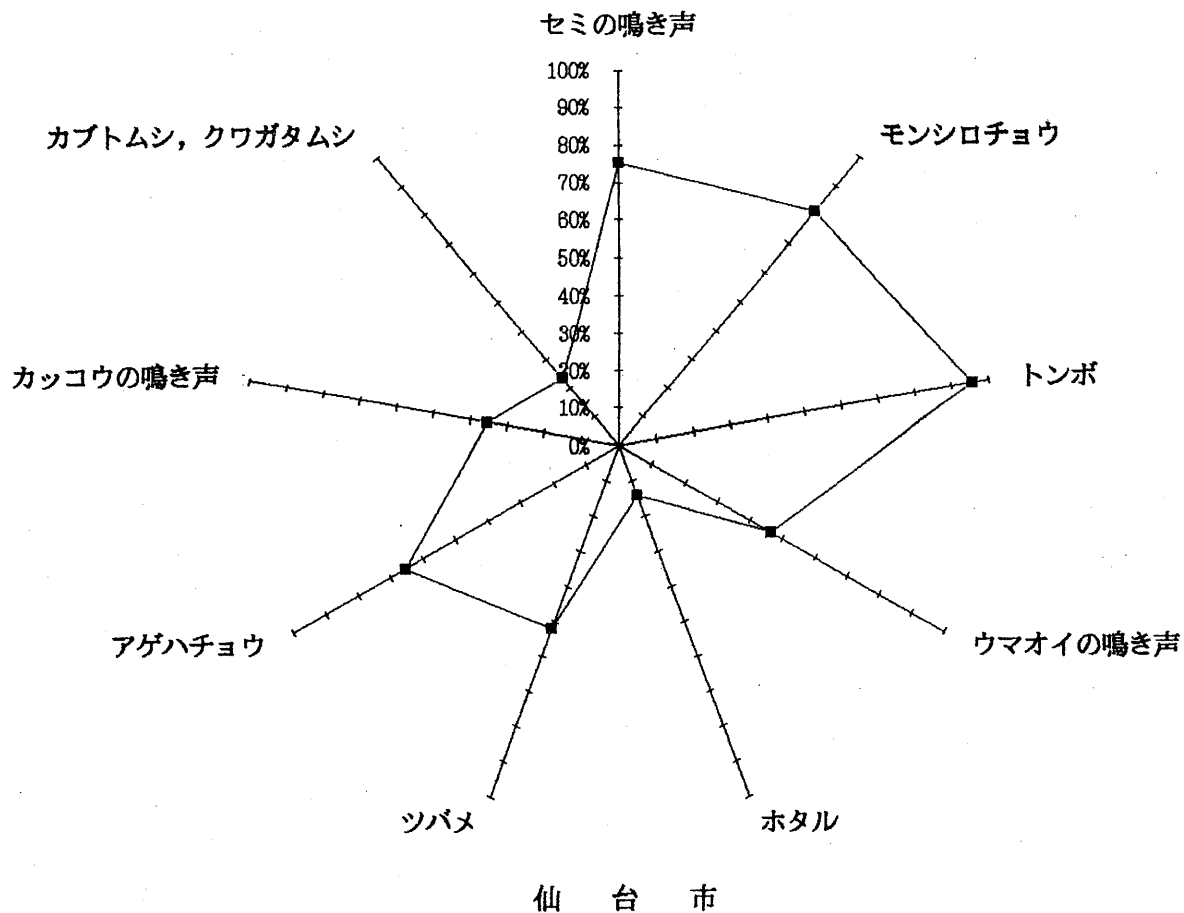 セミの鳴き声
100%
90%
80%
70%
60%
50%
40%
30%
20%
10%
0%
モンシロチョウ
トンボ
ウマオイの鳴き声
ホタル
ツバメ
アゲハチョウ
カッコウの鳴き声
カブトムシ，クワガタムシ
仙台市